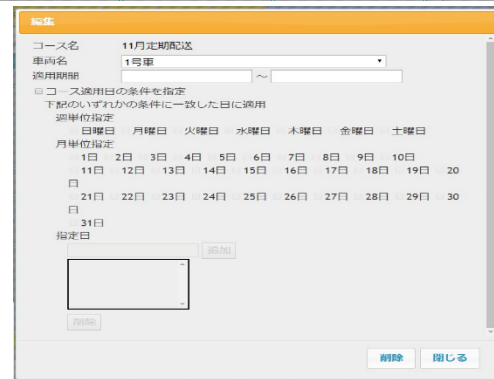 編集
コース名 11月定期配送
車両名 1号車
適用期間 ～
コース適用日の条件を指定
下記のいずれかの条件に一致した日に適用
週単位指定
日曜日 月曜日 火曜日 水曜日 木曜日 金曜日 土曜日
月単位指定
1日 2日 3日 4日 5日 6日 7日 8日 9日 10日
11日 12日 13日 14日 15日 16日 17日 18日 19日 20
日
21日 22日 23日 24日 25日 26日 27日 28日 29日 30
日
31日
指定日
追加
削除
削除 閉じる